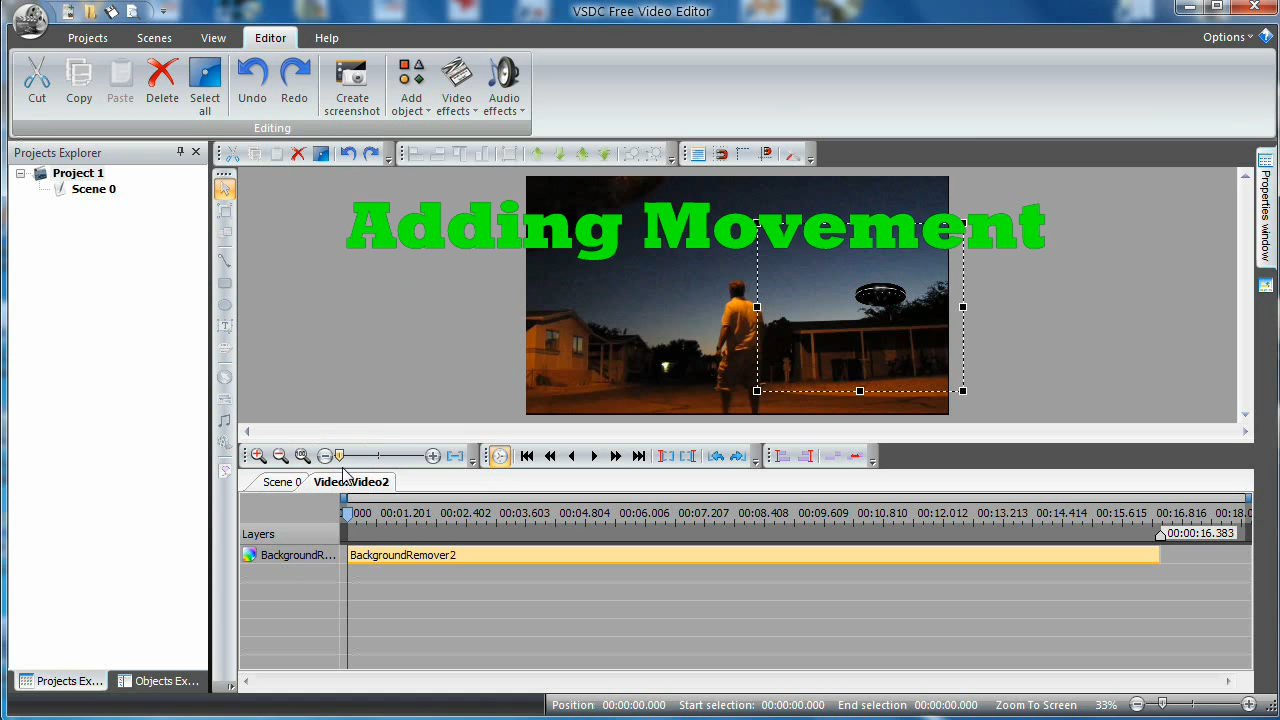 VSDC Free Video Editor
Projects Scenes View Editor Help Options
Cut Copy Paste Delete Select all Undo Redo Create screenshot Add object Video effects Audio effects
Editing
Projects Explorer
Project 1
Scene 0
Adding Movement
Properties window
Scene 0 Video2
000 00:01.201 00:02.402 00:03.603 00:04.804 00:06.006 00:07.207 00:08.408 00:09.609 00:10.810 00:12.012 00:13.213 00:14.414 00:15.615 00:16.816 00:18.0
Layers 00:00:16.383
BackgroundR... BackgroundRemover2
Projects Ex... Objects Ex...
Position 00:00:00.000 Start selection: 00:00:00.000 End selection 00:00:00.000 Zoom To Screen 33%